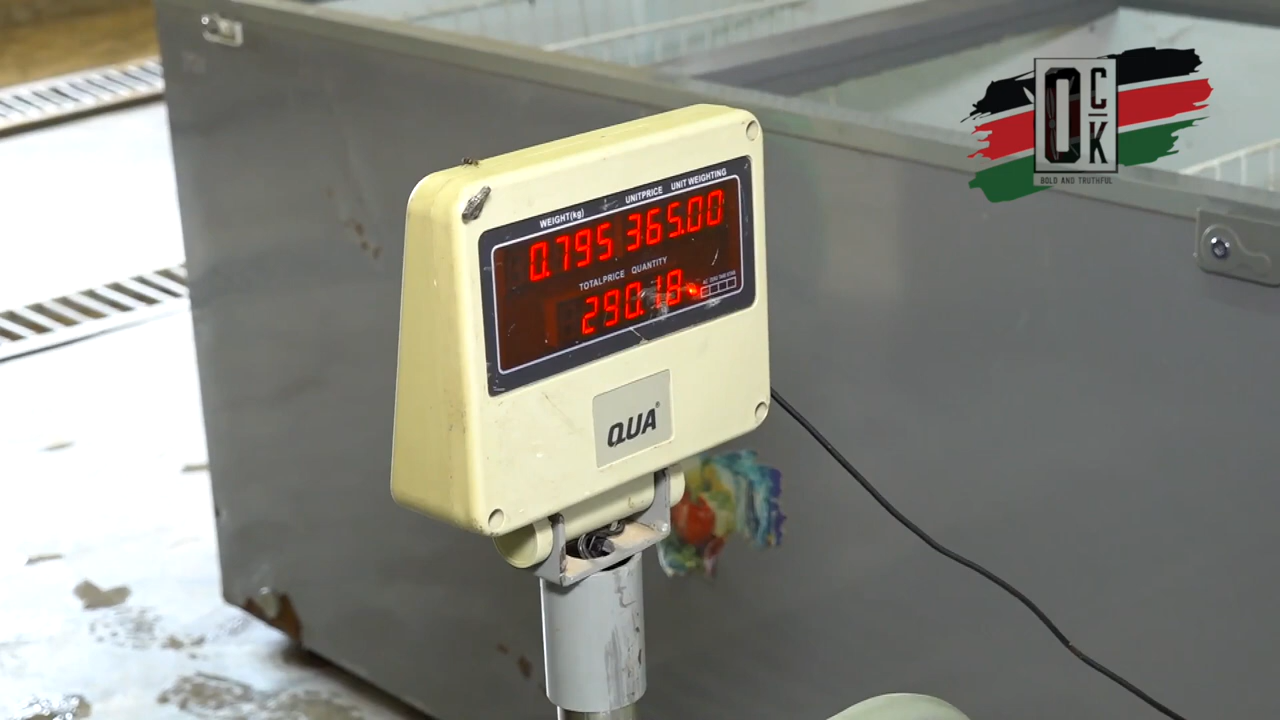 O C K
BOLD AND TRUTHFUL
WEIGHT(kg) UNITPRICE UNIT WEIGHTING
0.795 365.00
TOTALPRICE QUANTITY
290.18
QUA®